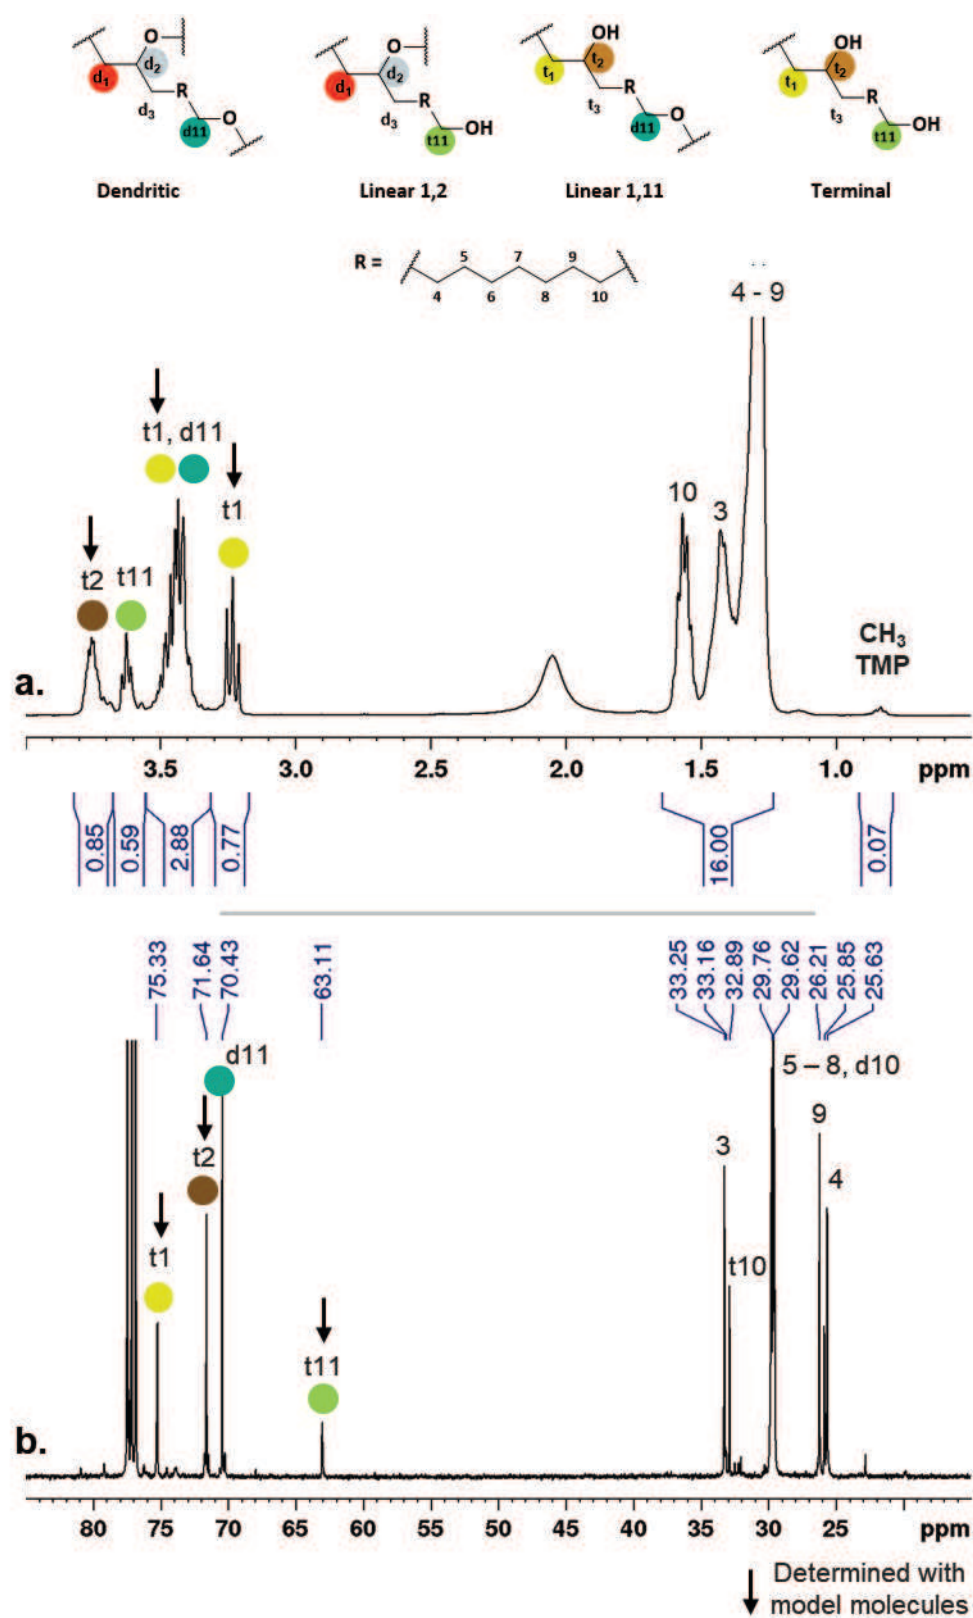 O OH OH
O
d1 d2 d1 d2 t1 t2 t1 t2
R R R R
d3 d3 t3 t3
d11 O t11 OH d11 O t11 OH
Dendritic Linear 1,2 Linear 1,11 Terminal
R =
5 7 9
4 6 8 10
4 - 9
t1, d11
t1
10
3
t2 t11
CH3
TMP
a.
3.5 3.0 2.5 2.0 1.5 1.0 ppm
0.85 0.59 2.88 0.77 16.00 0.07
75.33 71.64 70.43 63.11 33.25 33.16 32.89 29.76 29.62 26.21 25.85 25.63
d11
5 – 8, d10
9
t2
3
4
t1
t10
t11
b.
80 75 70 65 60 55 50 45 40 35 30 25 ppm
Determined with
model molecules